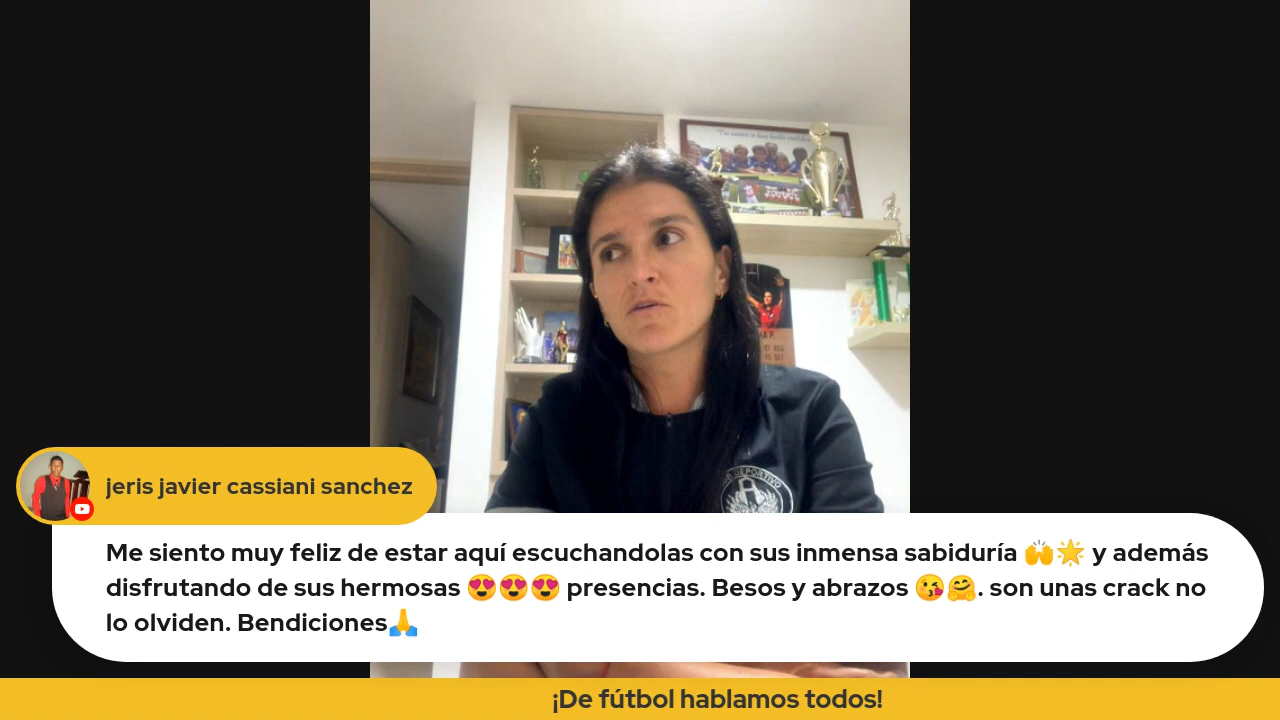 jeris javier cassiani sanchez
Me siento muy feliz de estar aquí escuchandolas con sus inmensa sabiduría 🙌🌟 y además
disfrutando de sus hermosas 😍😍😍 presencias. Besos y abrazos 😘🤗. son unas crack no
lo olviden. Bendiciones🙏
¡De fútbol hablamos todos!